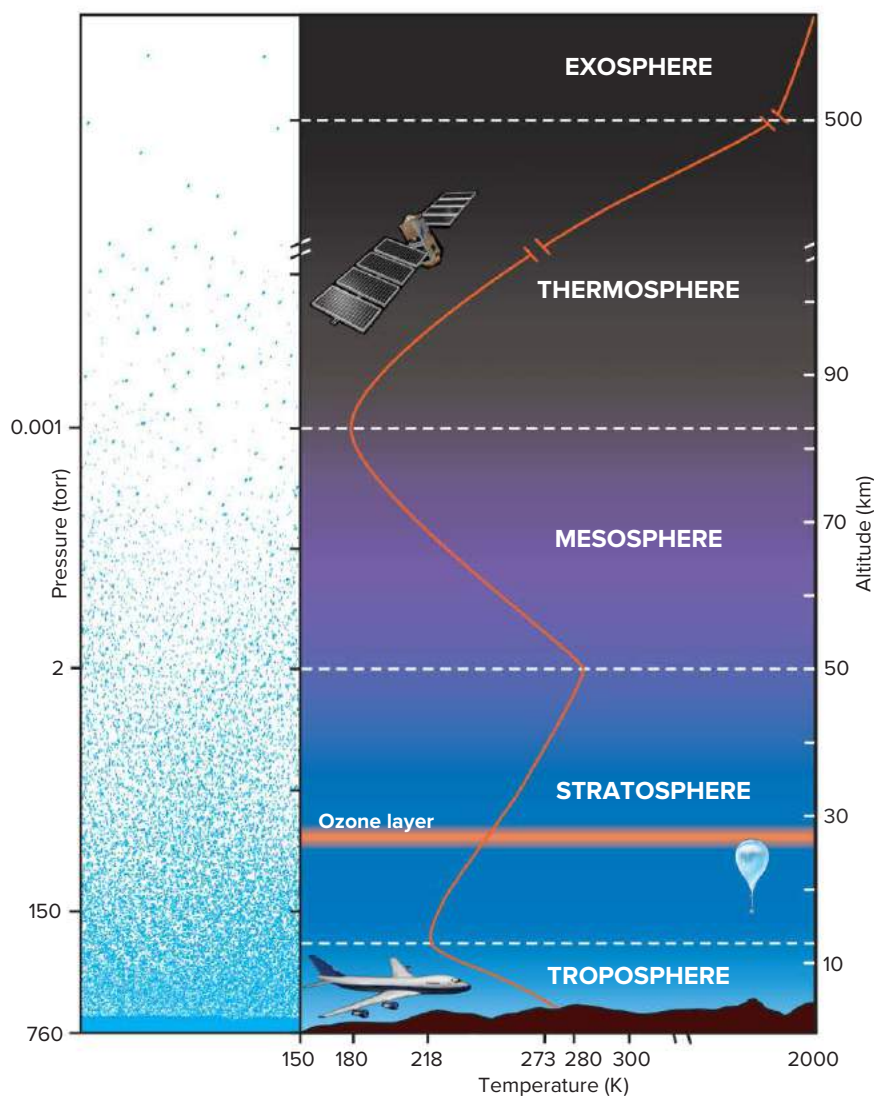 EXOSPHERE
500
THERMOSPHERE
90
0.001
Pressure (torr)
MESOSPHERE
70
Altitude (km)
2
50
STRATOSPHERE
Ozone layer
30
150
TROPOSPHERE
10
760
150 180 218 273 280 300 2000
Temperature (K)